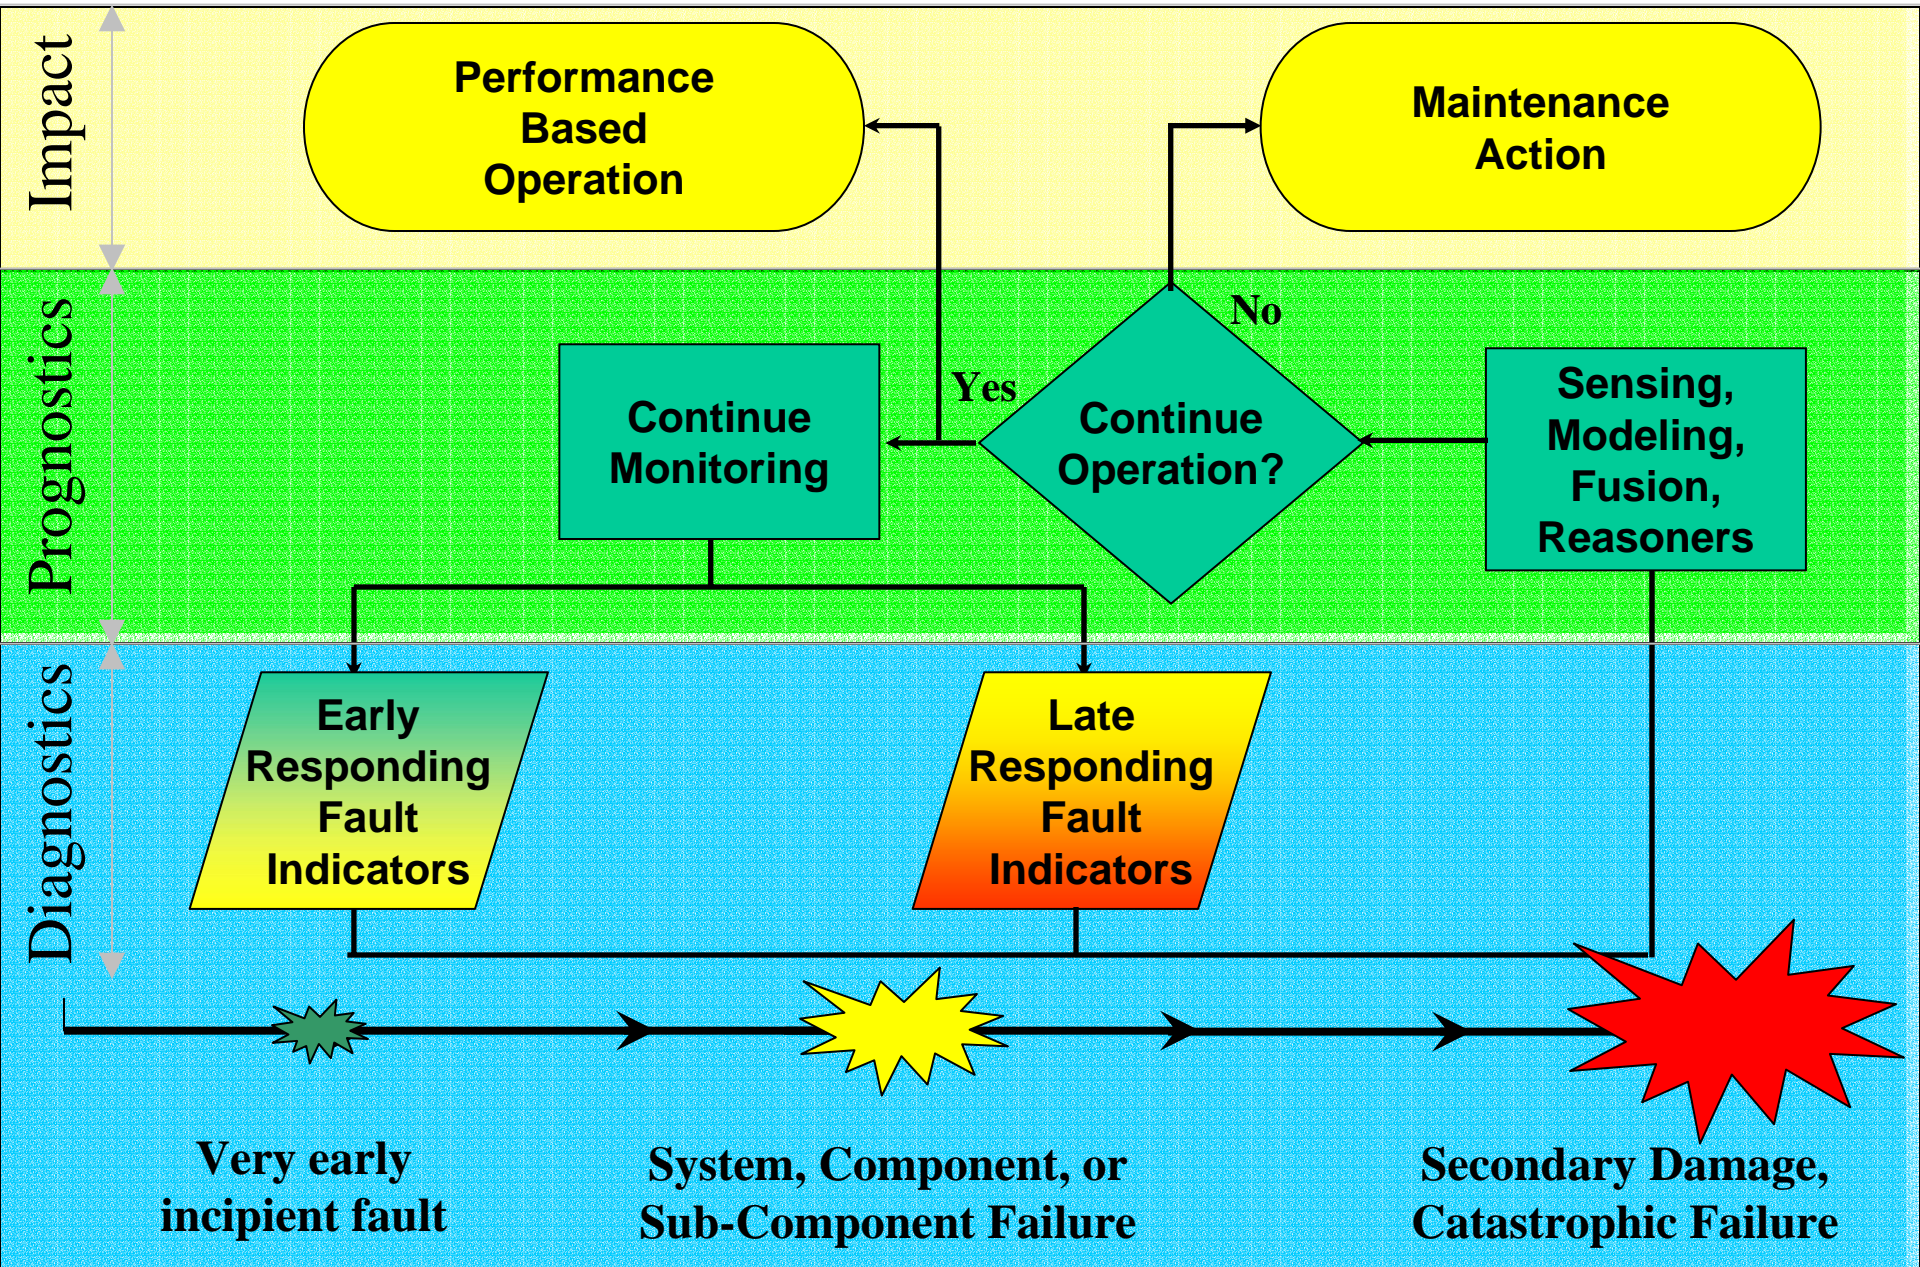 Impact
Performance
Based
Operation
Maintenance
Action
Prognostics
No
Yes
Continue
Monitoring
Continue
Operation?
Sensing,
Modeling,
Fusion,
Reasoners
Diagnostics
Early
Responding
Fault
Indicators
Late
Responding
Fault
Indicators
Very early
incipient fault
System, Component, or
Sub-Component Failure
Secondary Damage,
Catastrophic Failure